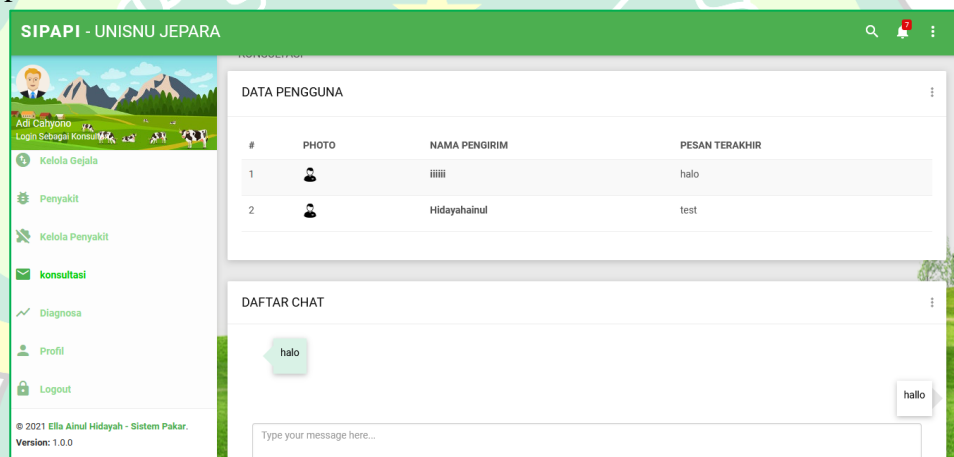 SIPAPI - UNISNU JEPARA
7
KONSULTASI
Adi Cahyono
Login Sebagai Konsultan
Kelola Gejala
Penyakit
Kelola Penyakit
konsultasi
Diagnosa
Profil
Logout
© 2021 Ella Ainul Hidayah - Sistem Pakar.
Version: 1.0.0
DATA PENGGUNA
# PHOTO NAMA PENGIRIM PESAN TERAKHIR
1 iiiiii halo
2 Hidayahainul test
DAFTAR CHAT
halo
hallo
Type your message here...